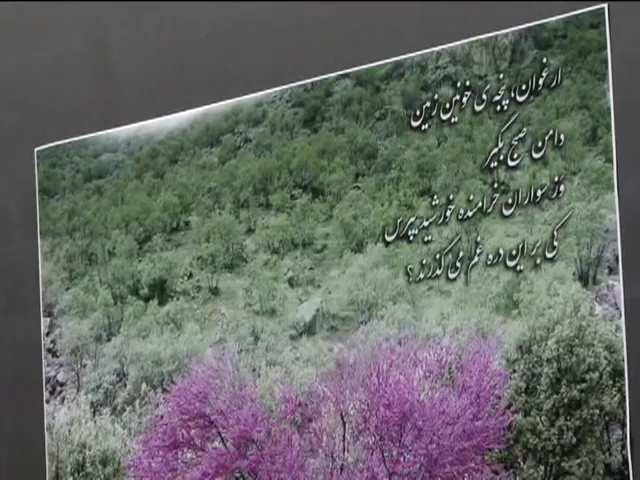 ارغوان، پنجه ی خونین زمین
دامن صبح بگیر
وز سواران خرامنده خورشید بپرس
کی بر این دره غم می گذرند؟